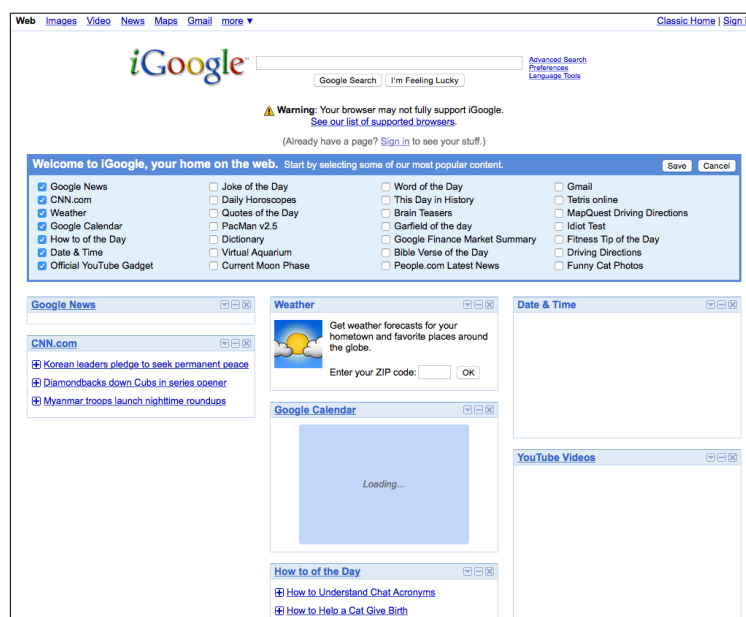 Web Images Video News Maps Gmail more ▼ Classic Home | Sign i
iGoogle™
Advanced Search
Preferences
Language Tools
Google Search I'm Feeling Lucky
Warning: Your browser may not fully support iGoogle.
See our list of supported browsers.
(Already have a page? Sign in to see your stuff.)
Welcome to iGoogle, your home on the web. Start by selecting some of our most popular content. Save Cancel
Google News Joke of the Day Word of the Day Gmail
CNN.com Daily Horoscopes This Day in History Tetris online
Weather Quotes of the Day Brain Teasers MapQuest Driving Directions
Google Calendar PacMan v2.5 Garfield of the day Idiot Test
How to of the Day Dictionary Google Finance Market Summary Fitness Tip of the Day
Date & Time Virtual Aquarium Bible Verse of the Day Driving Directions
Official YouTube Gadget Current Moon Phase People.com Latest News Funny Cat Photos
Google News
CNN.com
Korean leaders pledge to seek permanent peace
Diamondbacks down Cubs in series opener
Myanmar troops launch nighttime roundups
Weather
Get weather forecasts for your
hometown and favorite places around
the globe.
Enter your ZIP code: OK
Google Calendar
Loading...
How to of the Day
How to Understand Chat Acronyms
How to Help a Cat Give Birth
Date & Time
YouTube Videos